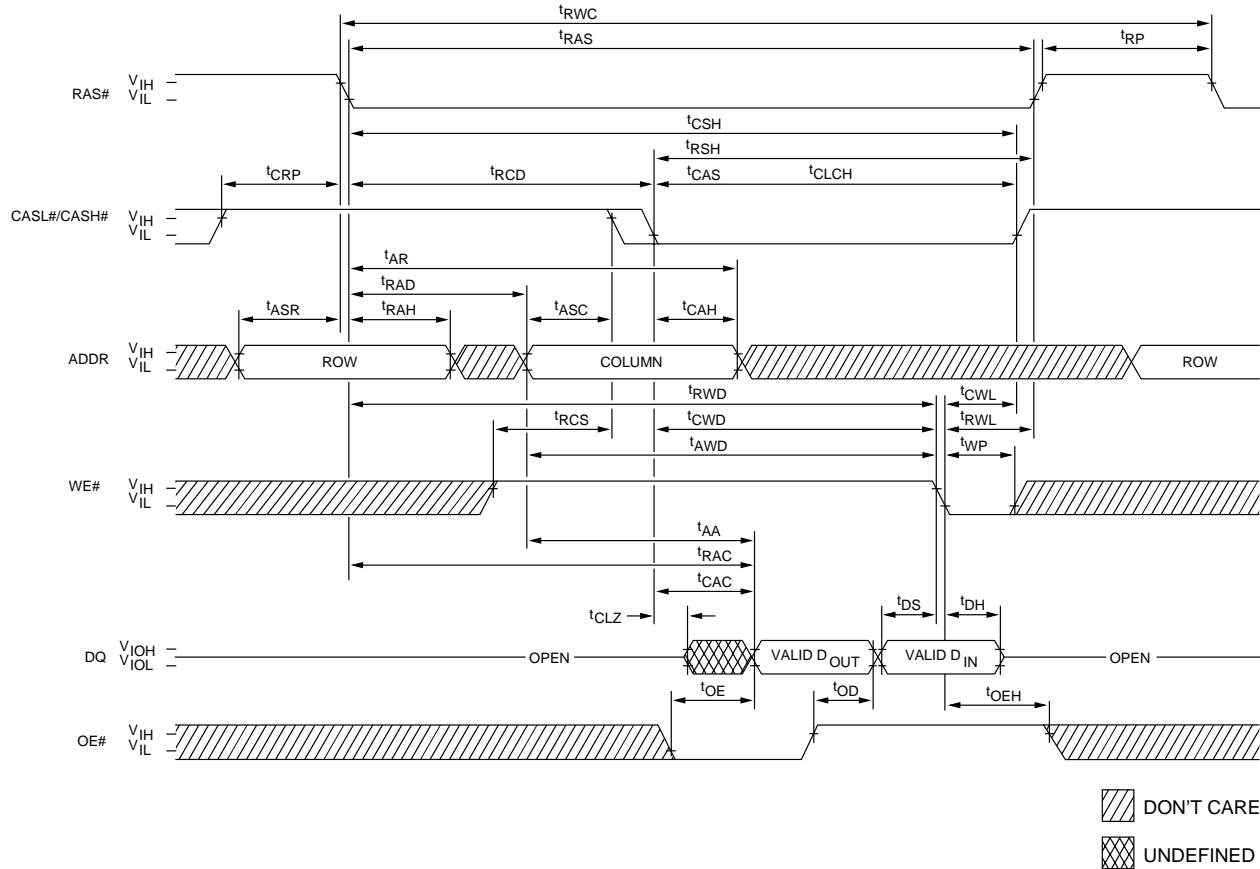 tRWC
tRAS
tRP
RAS#
VIH
VIL
tCSH
tRSH
tCRP
tRCD
tCAS
tCLCH
CASL#/CASH#
VIH
VIL
tAR
tRAD
tASR
tRAH
tASC
tCAH
ADDR
VIH
VIL
ROW
COLUMN
ROW
tRWD
tCWL
tRCS
tCWD
tRWL
tAWD
tWP
WE#
VIH
VIL
tAA
tRAC
tCAC
tCLZ
tDS
tDH
DQ
VIOH
VIOL
OPEN
VALID DOUT
VALID DIN
OPEN
tOE
tOD
tOEH
OE#
VIH
VIL
DON'T CARE
UNDEFINED